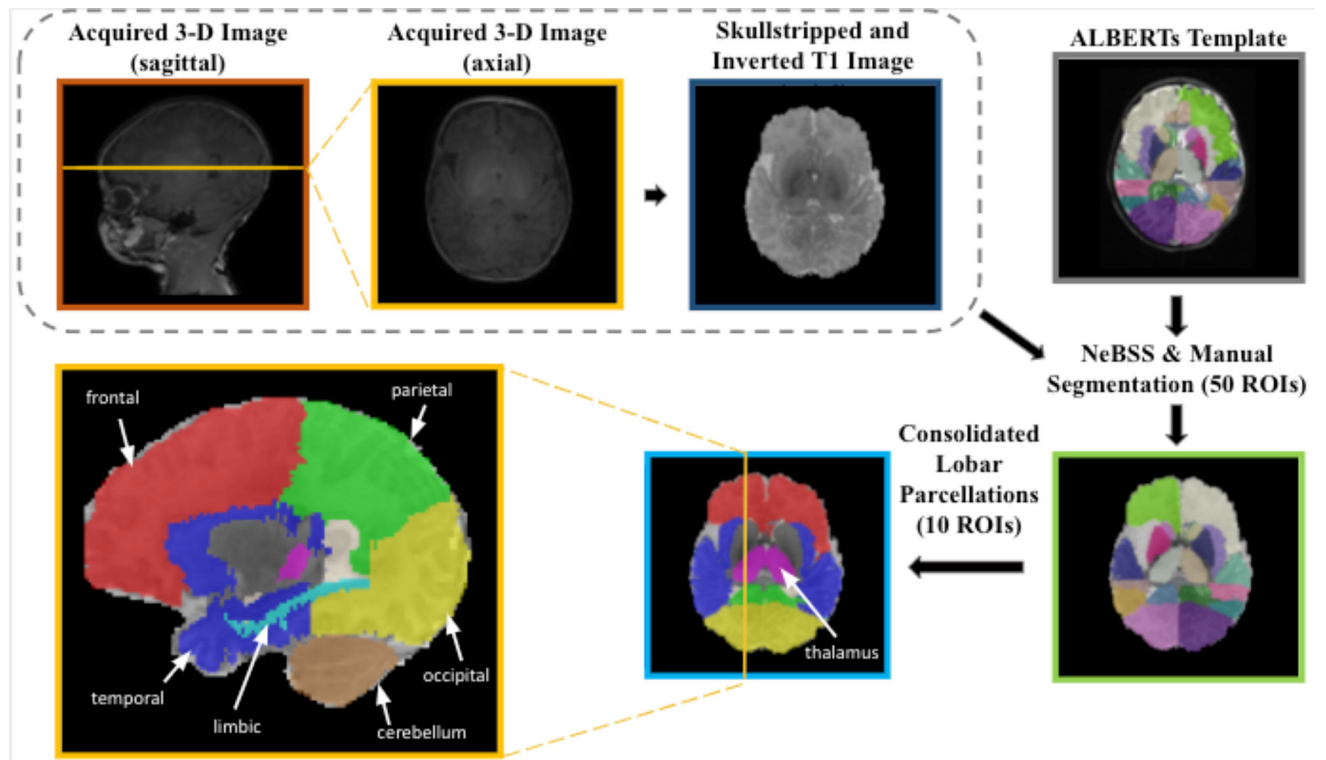 Acquired 3-D Image
(sagittal)
Acquired 3-D Image
(axial)
Skullstripped and
Inverted T1 Image
ALBERTs Template
NeBSS & Manual
Segmentation (50 ROIs)
Consolidated
Lobar
Parcellations
(10 ROIs)
frontal
parietal
temporal
limbic
occipital
cerebellum
thalamus